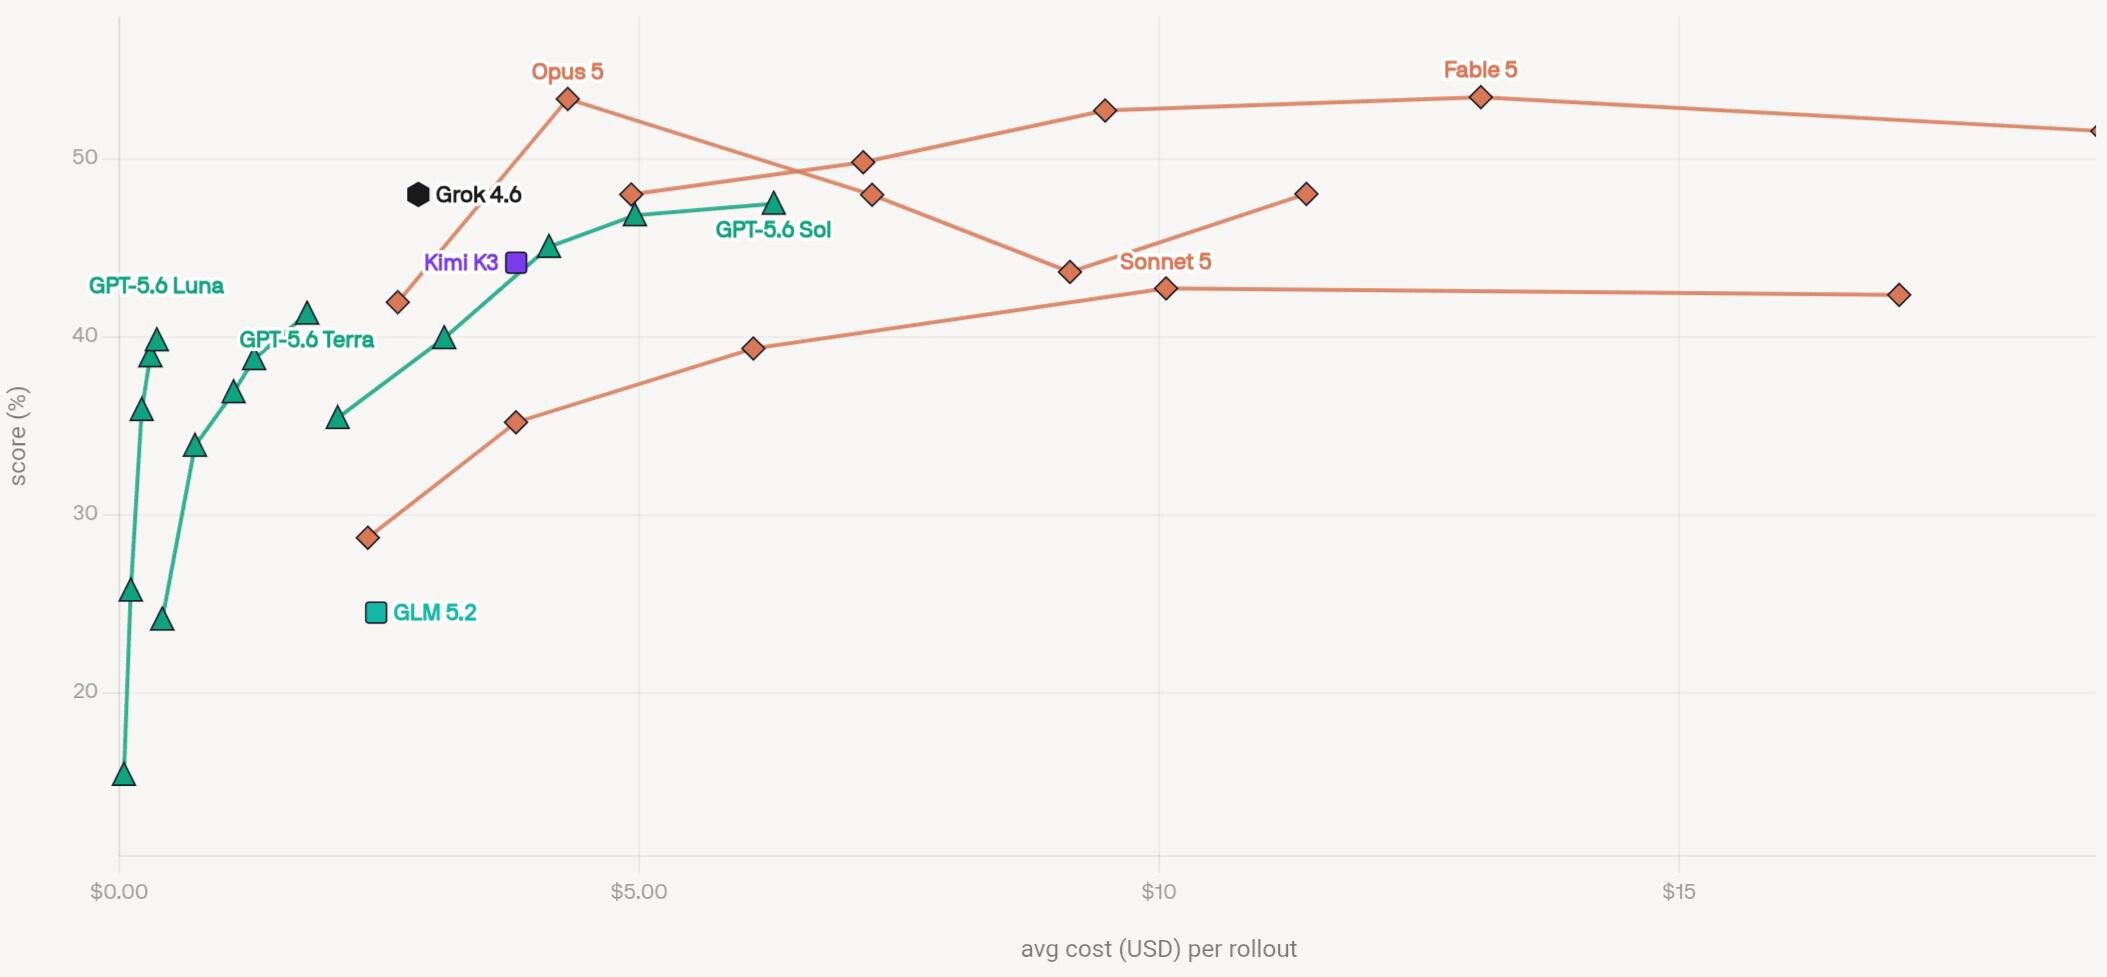 Opus 5
Fable 5
50
Grok 4.6
GPT-5.6 Sol
Kimi K3
Sonnet 5
GPT-5.6 Luna
40
GPT-5.6 Terra
score (%)
30
GLM 5.2
20
$0.00
$5.00
$10
$15
avg cost (USD) per rollout